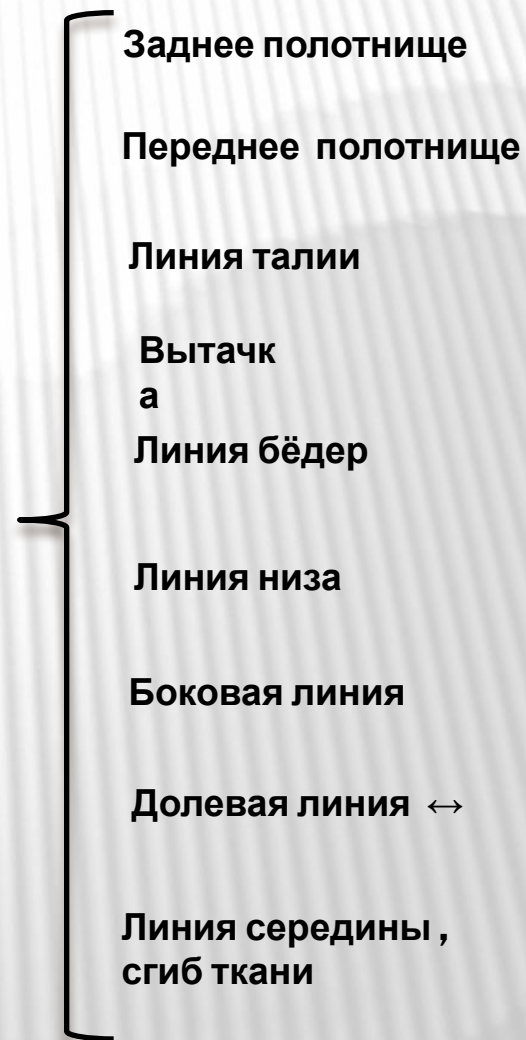 Заднее полотнище
Переднее полотнище
Линия талии
Вытачк
а
Линия бёдер
Линия низа
Боковая линия
Долевая линия ↔
Линия середины ,
сгиб ткани